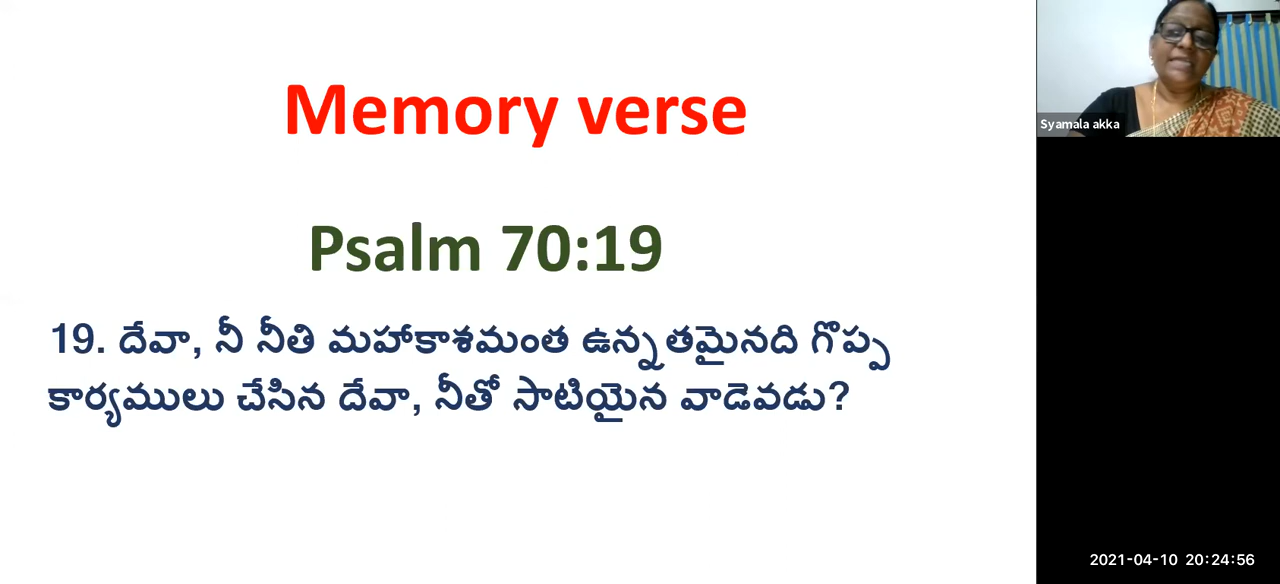 Memory verse
Psalm 70:19
19. దేవా, నీ నీతి మహాకాశమంత ఉన్నతమైనది గొప్ప
కార్యములు చేసిన దేవా, నీతో సాటియైన వాడెవడు?
Syamala akka
2021-04-10 20:24:56